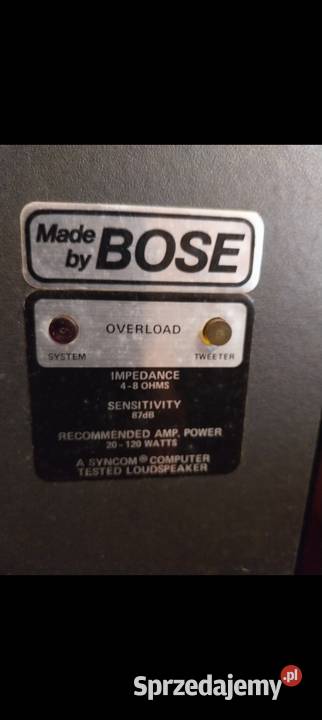 Made
by BOSE
OVERLOAD
SYSTEM TWEETER
IMPEDANCE
4-8 OHMS
SENSITIVITY
87dB
RECOMMENDED AMP. POWER
20-120 WATTS
A SYNCOM® COMPUTER
TESTED LOUDSPEAKER
Sprzedajemy.pl